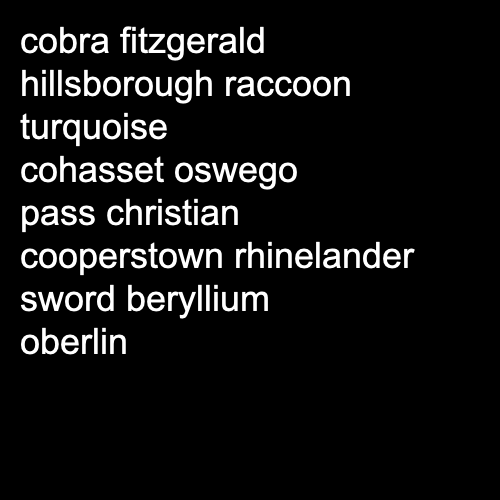 cobra fitzgerald
hillsborough raccoon
turquoise
cohasset oswego
pass christian
cooperstown rhinelander
sword beryllium
oberlin